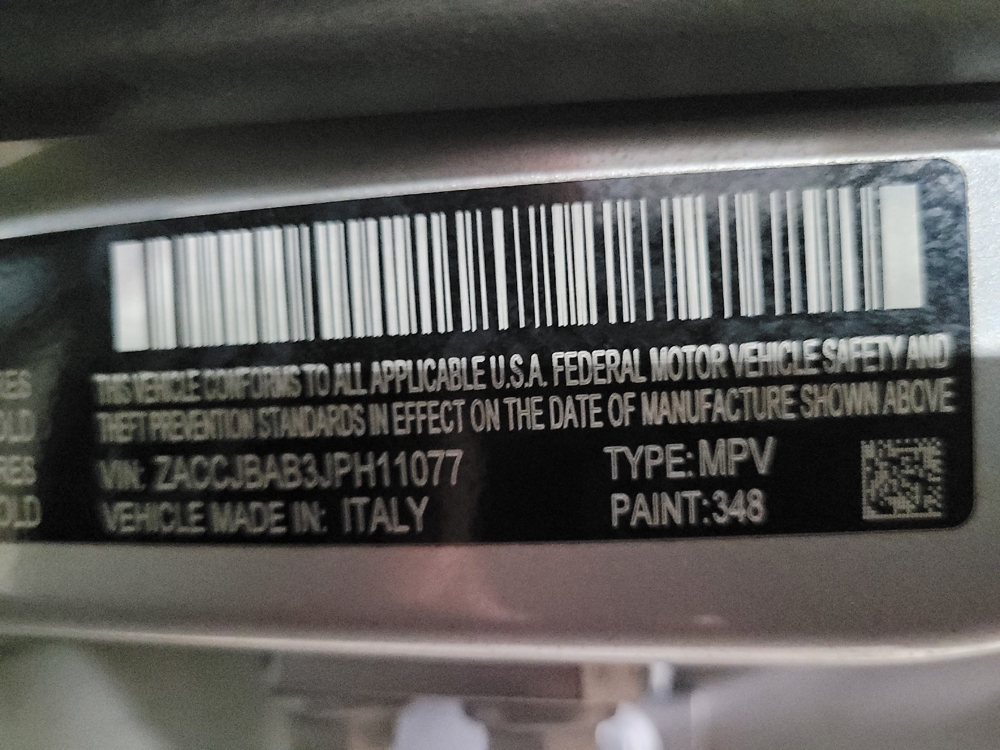 THIS VEHICLE CONFORMS TO ALL APPLICABLE U.S.A. FEDERAL MOTOR VEHICLE SAFETY AND
THEFT PREVENTION STANDARDS IN EFFECT ON THE DATE OF MANUFACTURE SHOWN ABOVE
VIN: ZACCJBAB3JPH11077 TYPE: MPV
VEHICLE MADE IN: ITALY PAINT: 348